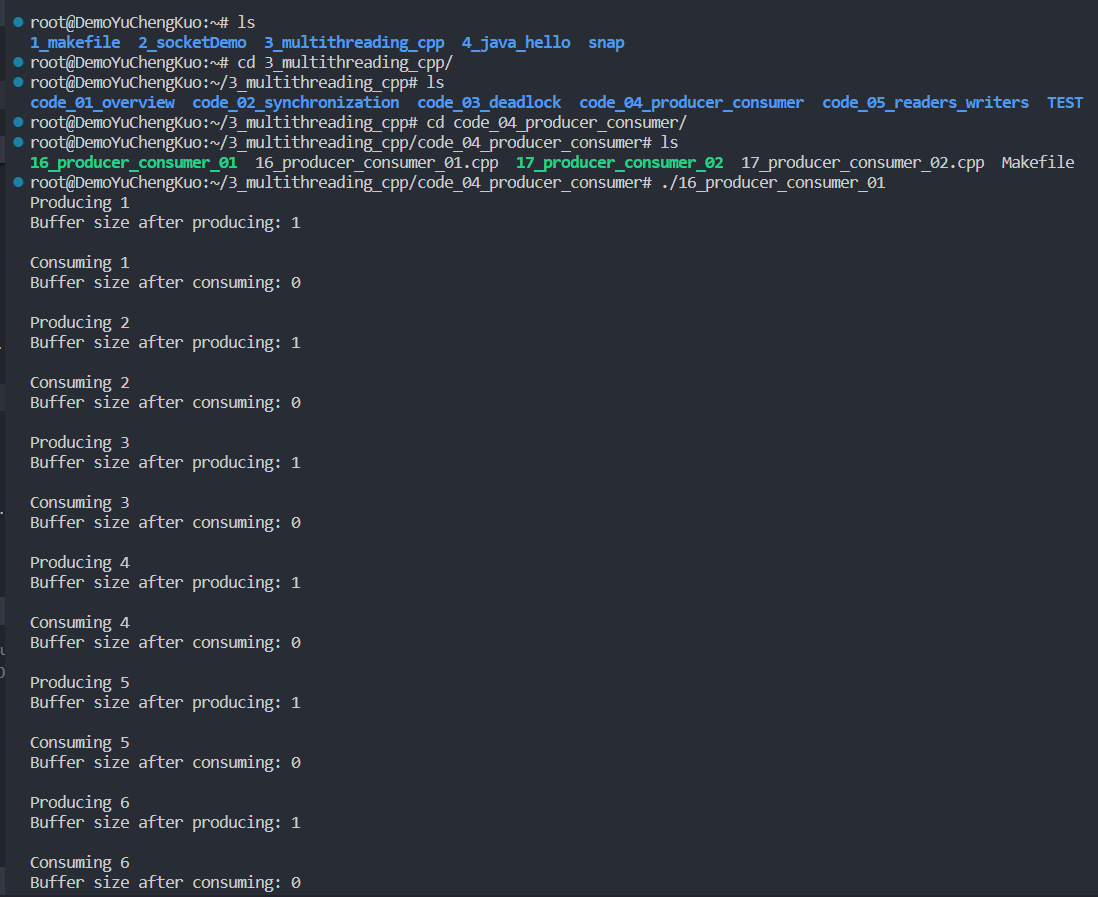 root@DemoYuChengKuo:~# ls
1_makefile  2_socketDemo  3_multithreading_cpp  4_java_hello  snap
root@DemoYuChengKuo:~# cd 3_multithreading_cpp/
root@DemoYuChengKuo:~/3_multithreading_cpp# ls
code_01_overview  code_02_synchronization  code_03_deadlock  code_04_producer_consumer  code_05_readers_writers  TEST
root@DemoYuChengKuo:~/3_multithreading_cpp# cd code_04_producer_consumer/
root@DemoYuChengKuo:~/3_multithreading_cpp/code_04_producer_consumer# ls
16_producer_consumer_01  16_producer_consumer_01.cpp  17_producer_consumer_02  17_producer_consumer_02.cpp  Makefile
root@DemoYuChengKuo:~/3_multithreading_cpp/code_04_producer_consumer# ./16_producer_consumer_01
Producing 1
Buffer size after producing: 1
Consuming 1
Buffer size after consuming: 0
Producing 2
Buffer size after producing: 1
Consuming 2
Buffer size after consuming: 0
Producing 3
Buffer size after producing: 1
Consuming 3
Buffer size after consuming: 0
Producing 4
Buffer size after producing: 1
Consuming 4
Buffer size after consuming: 0
Producing 5
Buffer size after producing: 1
Consuming 5
Buffer size after consuming: 0
Producing 6
Buffer size after producing: 1
Consuming 6
Buffer size after consuming: 0